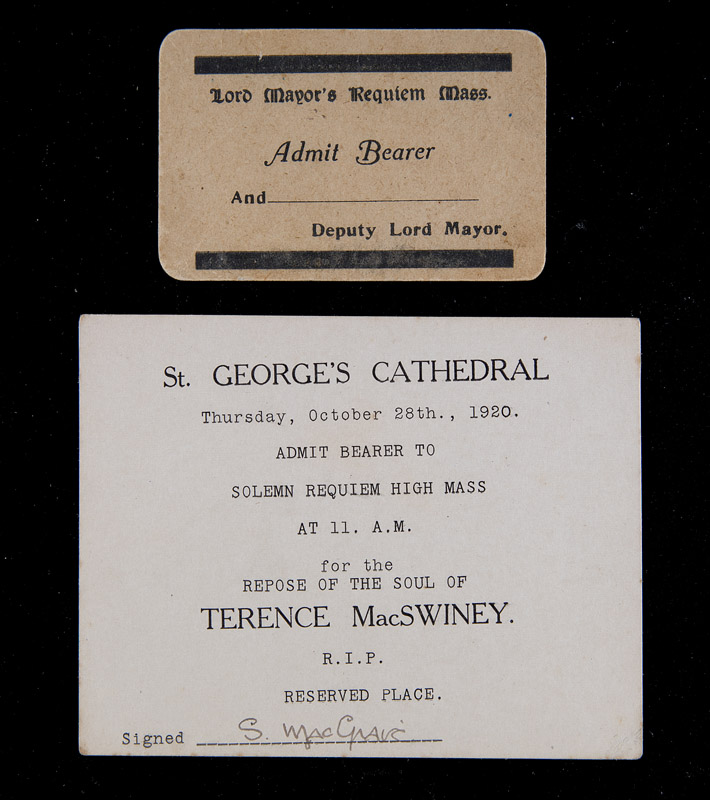 Lord Mayor's Requiem Mass.
Admit Bearer
And
Deputy Lord Mayor.
St. GEORGE'S CATHEDRAL
Thursday, October 28th., 1920.
ADMIT BEARER TO
SOLEMN REQUIEM HIGH MASS
AT 11. A.M.
for the
REPOSE OF THE SOUL OF
TERENCE MacSWINEY.
R.I.P.
RESERVED PLACE.
Signed S.